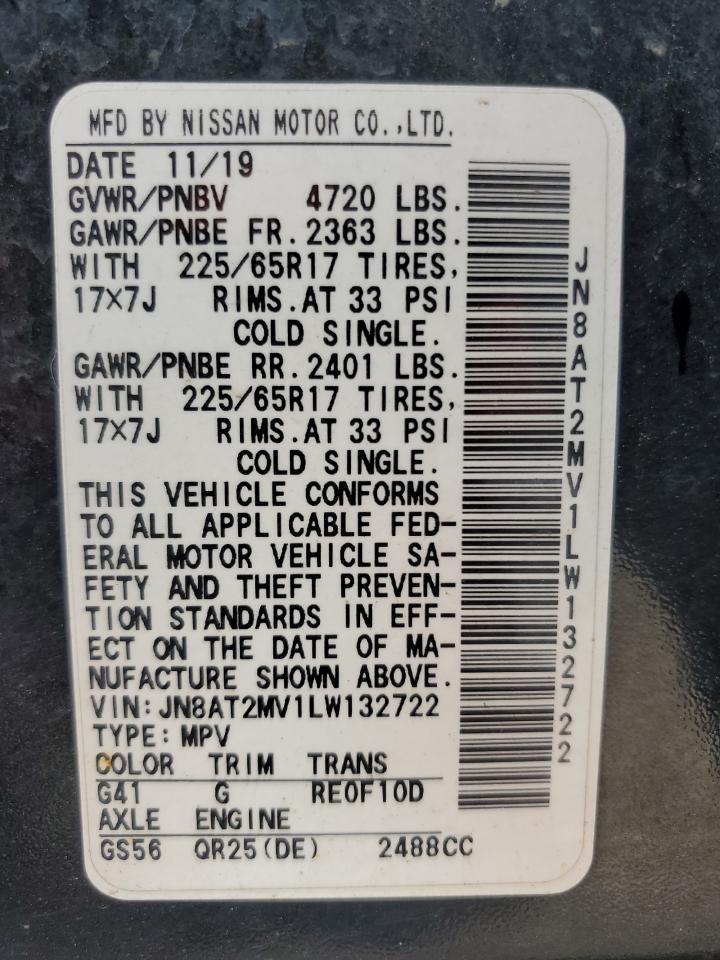 MFD BY NISSAN MOTOR CO.,LTD.
DATE 11/19
GVWR/PNBV 4720 LBS.
GAWR/PNBE FR.2363 LBS.
WITH 225/65R17 TIRES,
17×7J RIMS.AT 33 PSI
COLD SINGLE.
GAWR/PNBE RR.2401 LBS.
WITH 225/65R17 TIRES,
17×7J RIMS.AT 33 PSI
COLD SINGLE.
THIS VEHICLE CONFORMS
TO ALL APPLICABLE FED-
ERAL MOTOR VEHICLE SA-
FETY AND THEFT PREVEN-
TION STANDARDS IN EFF-
ECT ON THE DATE OF MA-
NUFACTURE SHOWN ABOVE.
VIN:JN8AT2MV1LW132722
TYPE:MPV
COLOR TRIM TRANS
G41 G RE0F10D
AXLE ENGINE
GS56 QR25(DE) 2488CC
JN8AT2MV1LW132722